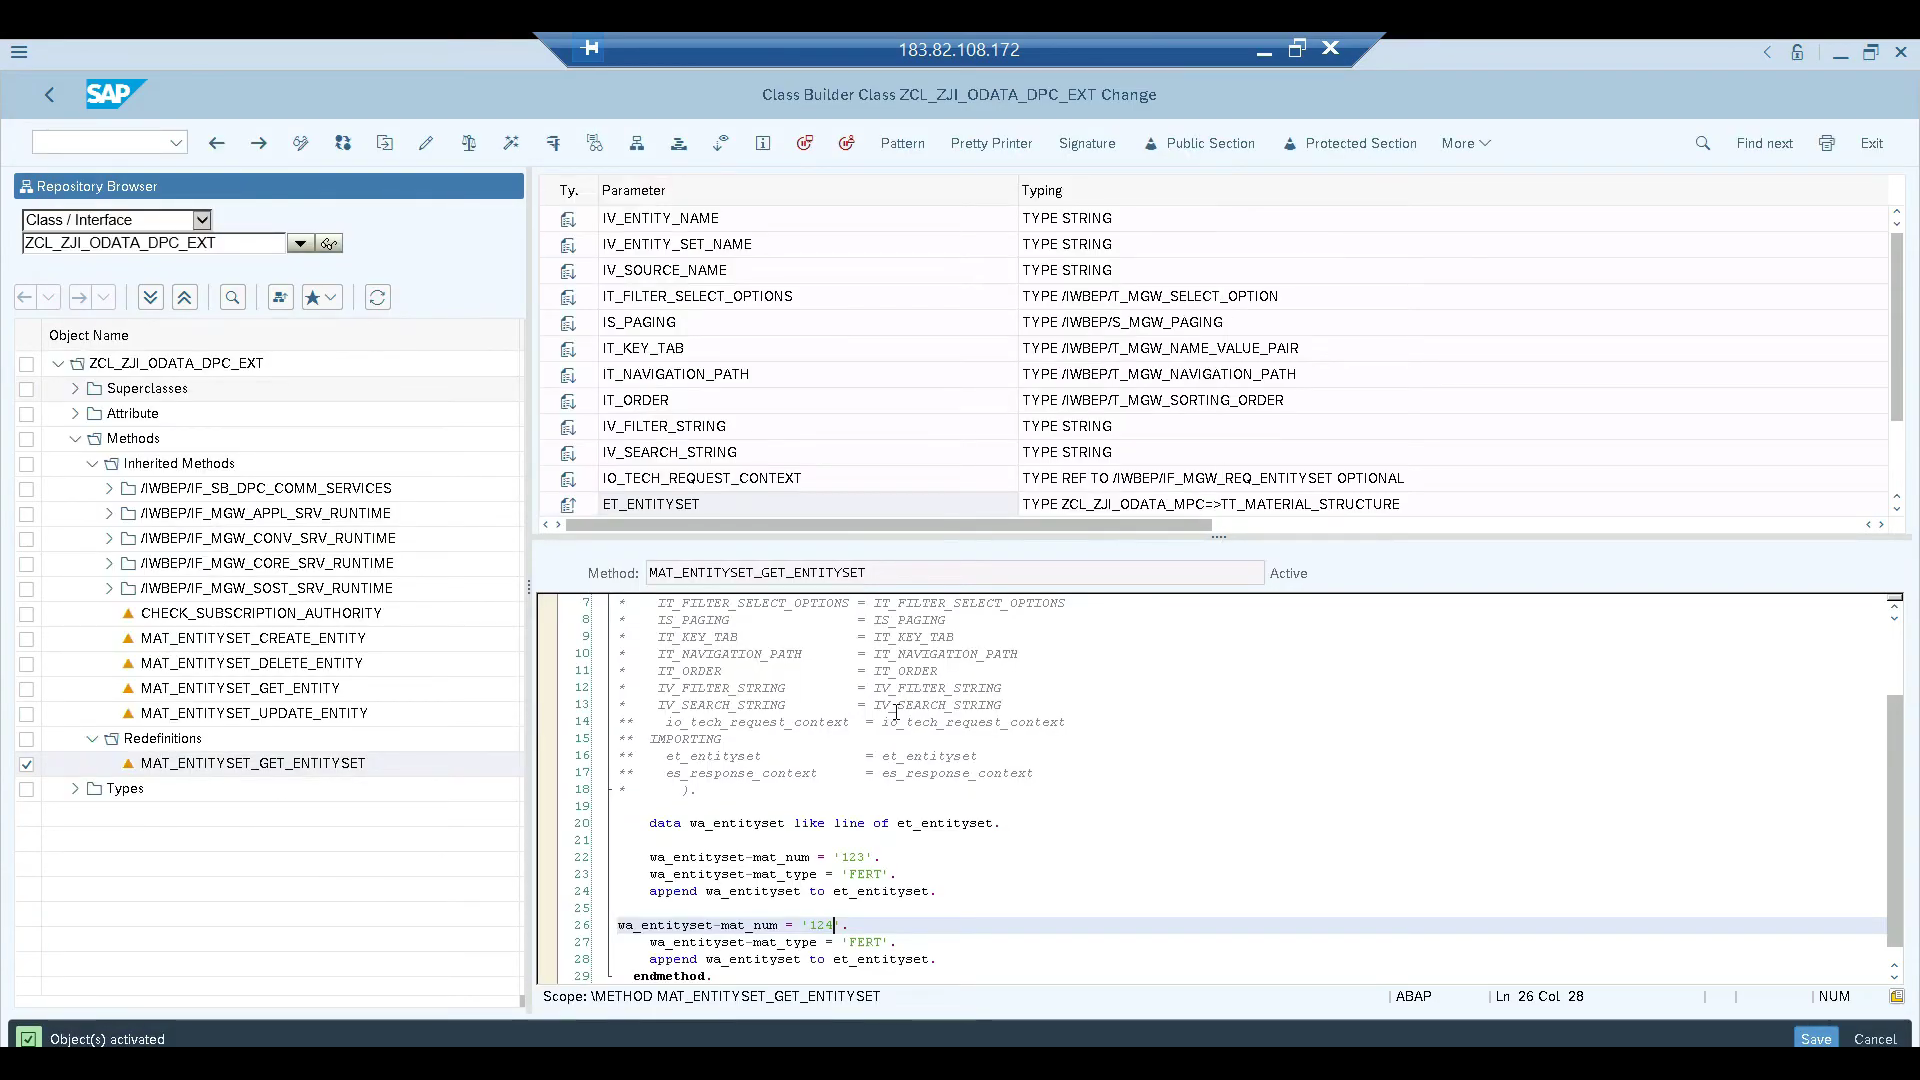 183.82.108.172
SAP
Class Builder Class ZCL_ZJI_ODATA_DPC_EXT Change
Pattern
Pretty Printer
Signature
Public Section
Protected Section
More
Find next
Exit
Repository Browser
Class / Interface
ZCL_ZJI_ODATA_DPC_EXT
Object Name
ZCL_ZJI_ODATA_DPC_EXT
Superclasses
Attribute
Methods
Inherited Methods
/IWBEP/IF_SB_DPC_COMM_SERVICES
/IWBEP/IF_MGW_APPL_SRV_RUNTIME
/IWBEP/IF_MGW_CONV_SRV_RUNTIME
/IWBEP/IF_MGW_CORE_SRV_RUNTIME
/IWBEP/IF_MGW_SOST_SRV_RUNTIME
CHECK_SUBSCRIPTION_AUTHORITY
MAT_ENTITYSET_CREATE_ENTITY
MAT_ENTITYSET_DELETE_ENTITY
MAT_ENTITYSET_GET_ENTITY
MAT_ENTITYSET_UPDATE_ENTITY
Redefinitions
MAT_ENTITYSET_GET_ENTITYSET
Types
Ty. Parameter Typing
IV_ENTITY_NAME TYPE STRING
IV_ENTITY_SET_NAME TYPE STRING
IV_SOURCE_NAME TYPE STRING
IT_FILTER_SELECT_OPTIONS TYPE /IWBEP/T_MGW_SELECT_OPTION
IS_PAGING TYPE /IWBEP/S_MGW_PAGING
IT_KEY_TAB TYPE /IWBEP/T_MGW_NAME_VALUE_PAIR
IT_NAVIGATION_PATH TYPE /IWBEP/T_MGW_NAVIGATION_PATH
IT_ORDER TYPE /IWBEP/T_MGW_SORTING_ORDER
IV_FILTER_STRING TYPE STRING
IV_SEARCH_STRING TYPE STRING
IO_TECH_REQUEST_CONTEXT TYPE REF TO /IWBEP/IF_MGW_REQ_ENTITYSET OPTIONAL
ET_ENTITYSET TYPE ZCL_ZJI_ODATA_MPC=>TT_MATERIAL_STRUCTURE
Method: MAT_ENTITYSET_GET_ENTITYSET Active
7 * IT_FILTER_SELECT_OPTIONS = IT_FILTER_SELECT_OPTIONS
8 * IS_PAGING = IS_PAGING
9 * IT_KEY_TAB = IT_KEY_TAB
10 * IT_NAVIGATION_PATH = IT_NAVIGATION_PATH
11 * IT_ORDER = IT_ORDER
12 * IV_FILTER_STRING = IV_FILTER_STRING
13 * IV_SEARCH_STRING = IV_SEARCH_STRING
14 ** io_tech_request_context = io_tech_request_context
15 ** IMPORTING
16 ** et_entityset = et_entityset
17 ** es_response_context = es_response_context
18 * ).
19
20 data wa_entityset like line of et_entityset.
21
22 wa_entityset-mat_num = '123'.
23 wa_entityset-mat_type = 'FERT'.
24 append wa_entityset to et_entityset.
25
26 wa_entityset-mat_num = '124'.
27 wa_entityset-mat_type = 'FERT'.
28 append wa_entityset to et_entityset.
29 endmethod.
Scope: \METHOD MAT_ENTITYSET_GET_ENTITYSET ABAP Ln 26 Col 28 NUM
Object(s) activated Save Cancel